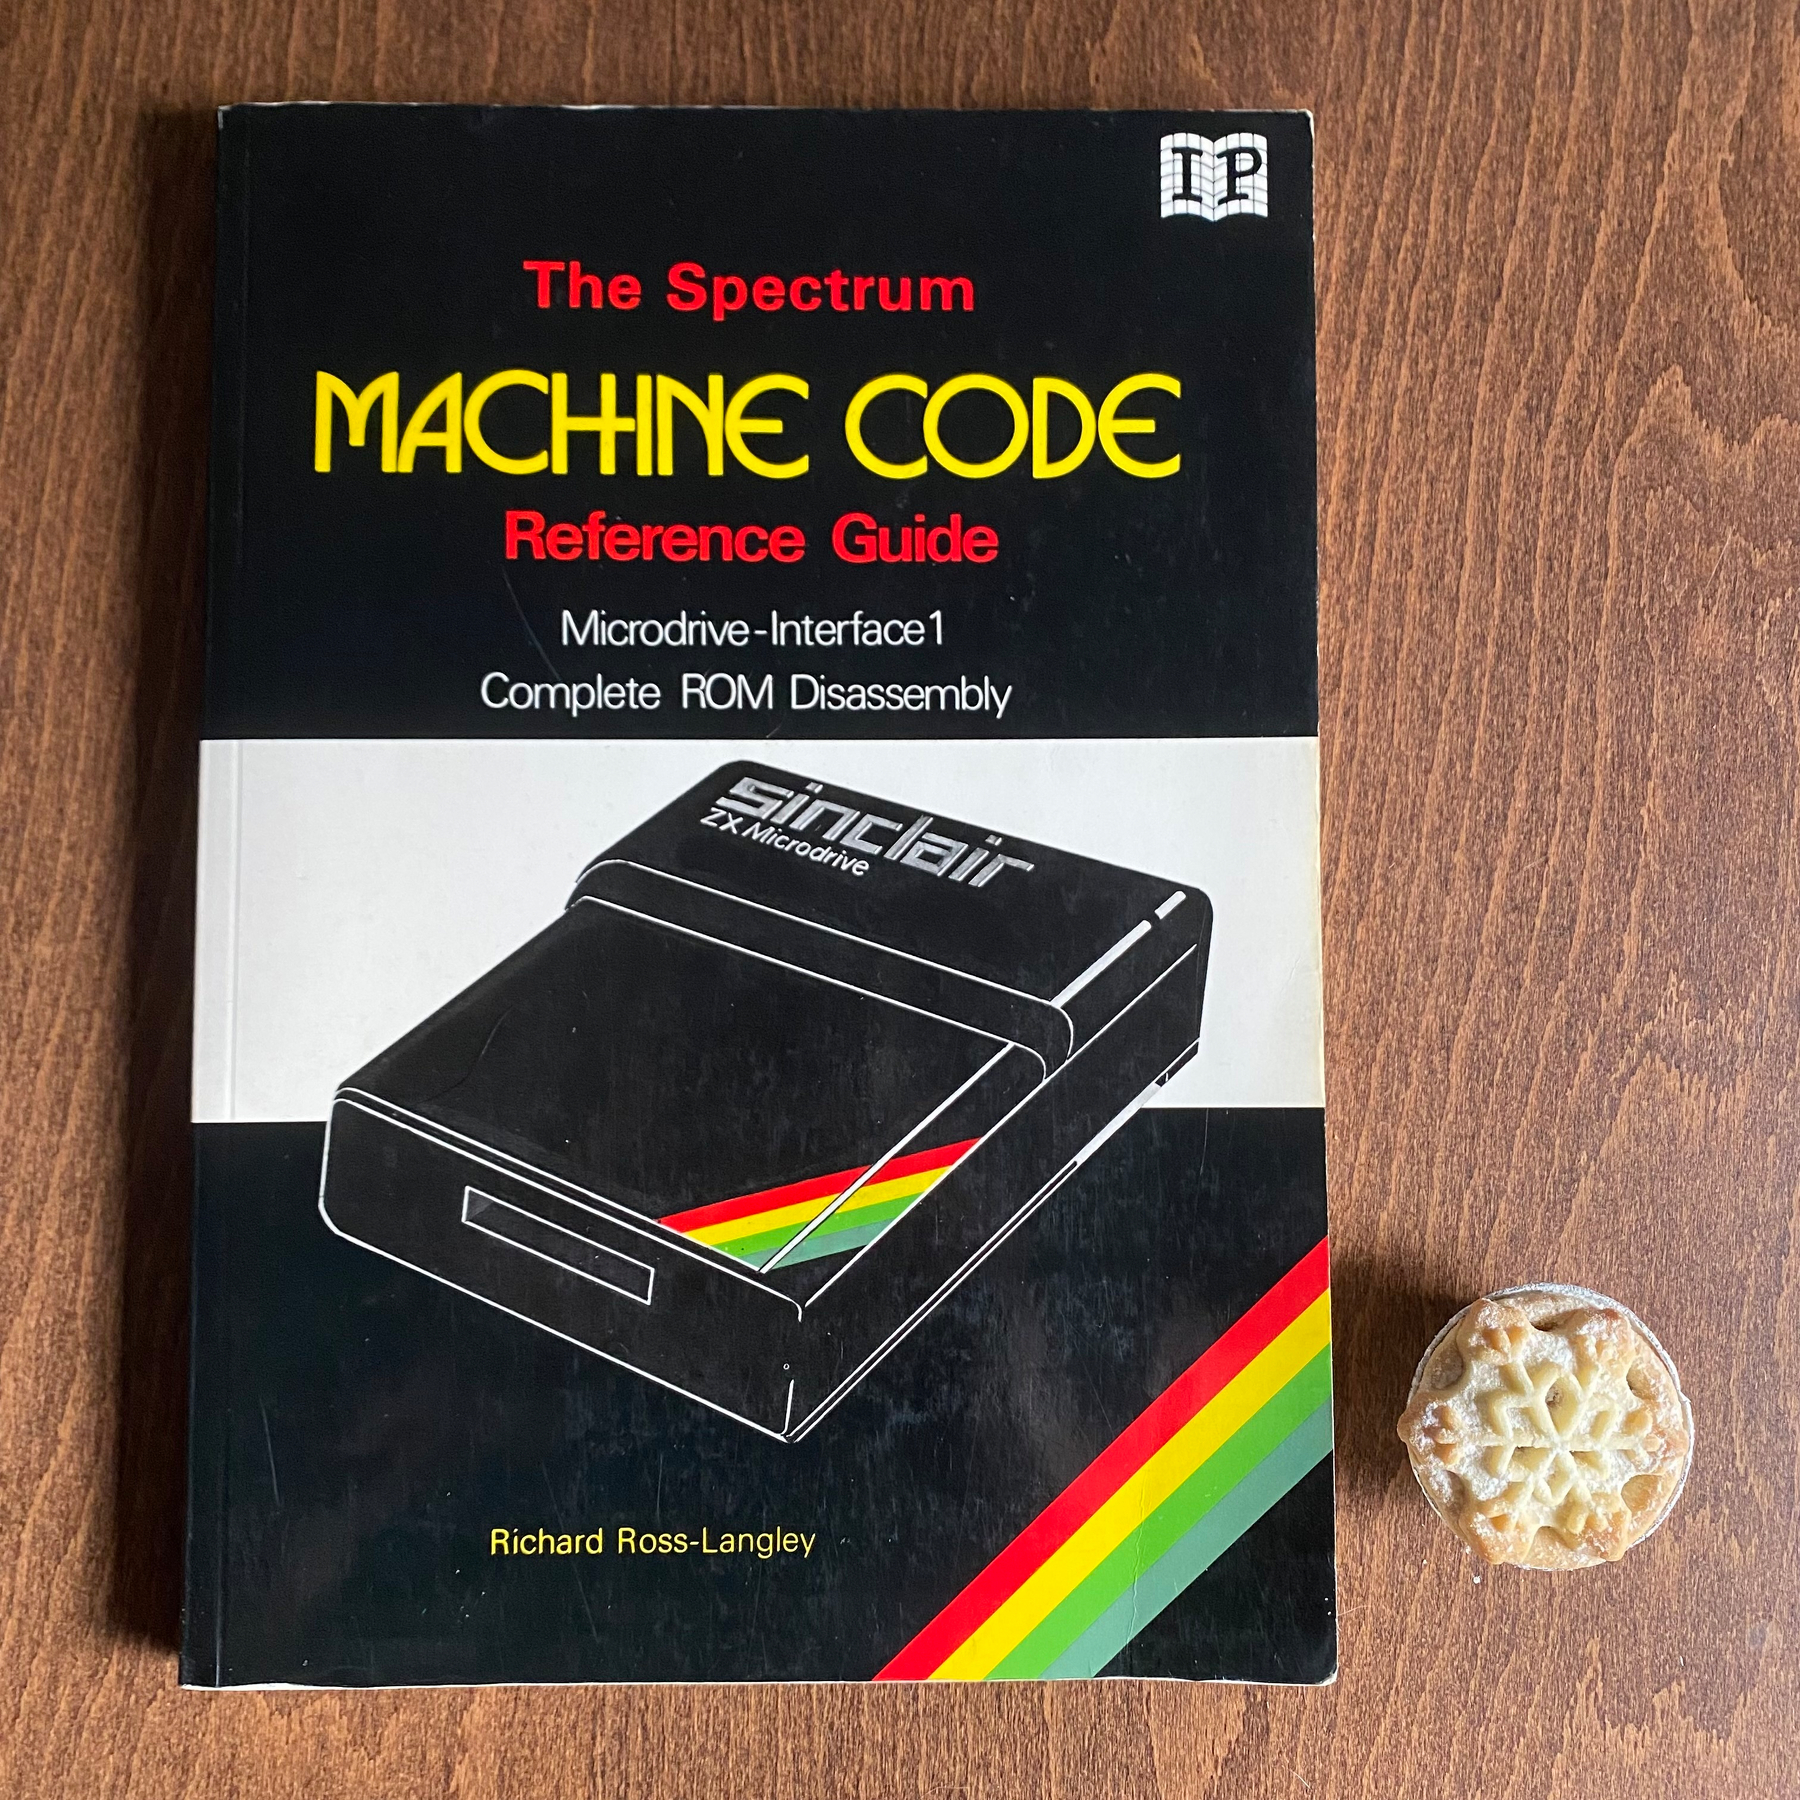 IP
The Spectrum
MACHINE CODE
Reference Guide
Microdrive-Interface1
Complete ROM Disassembly
sinclair
ZX Microdrive
Richard Ross-Langley